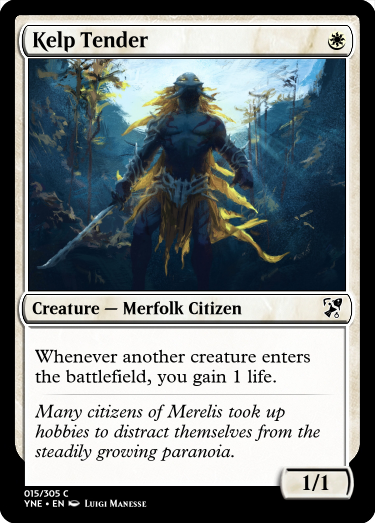 Kelp Tender
Creature — Merfolk Citizen
Whenever another creature enters
the battlefield, you gain 1 life.
Many citizens of Merelis took up
hobbies to distract themselves from the
steadily growing paranoia.
1/1
015/305 C
YNE • EN Luigi Manesse